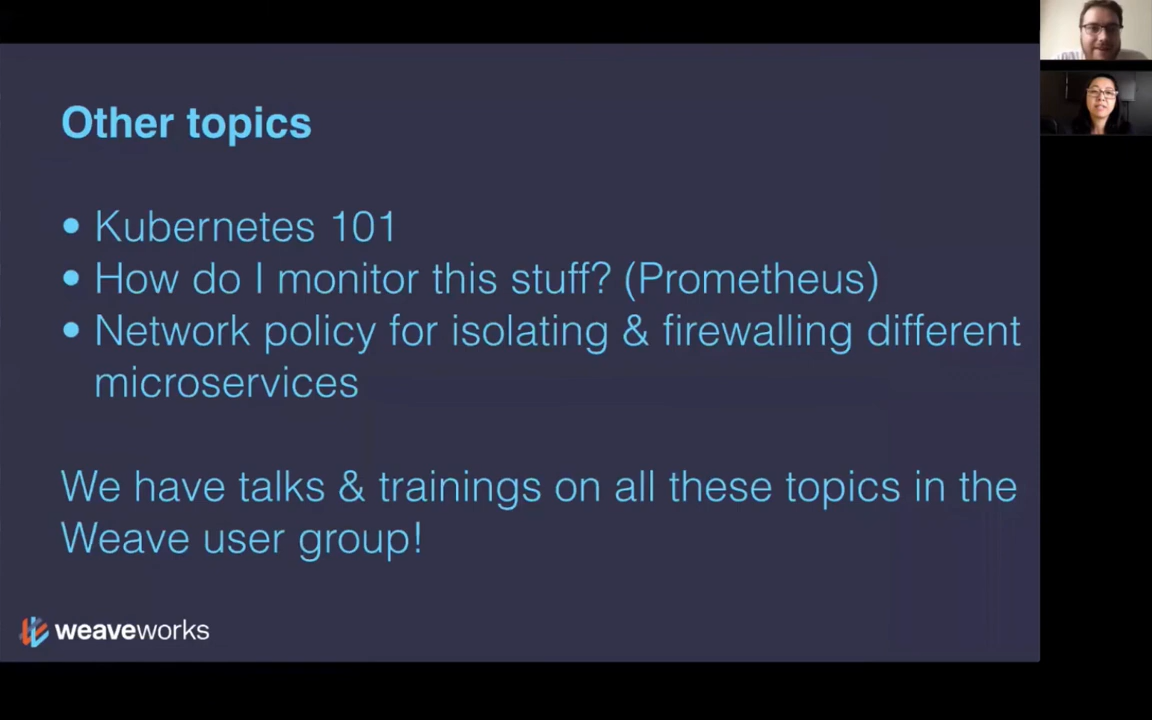 Other topics
• Kubernetes 101
• How do I monitor this stuff? (Prometheus)
• Network policy for isolating & firewalling different
microservices
We have talks & trainings on all these topics in the
Weave user group!
weaveworks